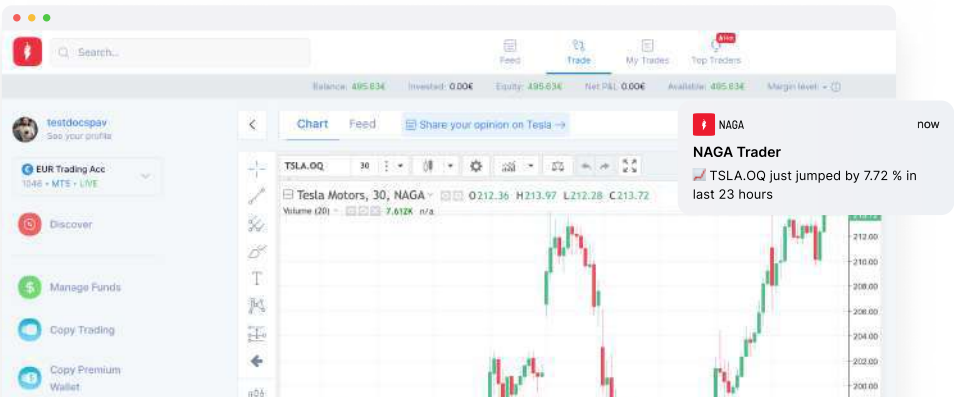 Search...
Feed
Trade
My Trades
Top Traders
Balance: 495.63€ Invested: 0.00€ Equity: 495.63€ Net P&L 0.00€ Available: 495.63€ Margin level: -
testdocspav
See your profile
EUR Trading Acc
1046 • MT5 • LIVE
Discover
Manage Funds
Copy Trading
Copy Premium
Wallet
Chart Feed Share your opinion on Tesla →
TSLA.OQ 30
Tesla Motors, 30, NAGA O212.36 H213.97 L212.28 C213.72
Volume (20) 7.612K n/a
NAGA now
NAGA Trader
📈 TSLA.OQ just jumped by 7.72 % in
last 23 hours
212.00
210.00
208.00
206.00
204.00
202.00
200.00